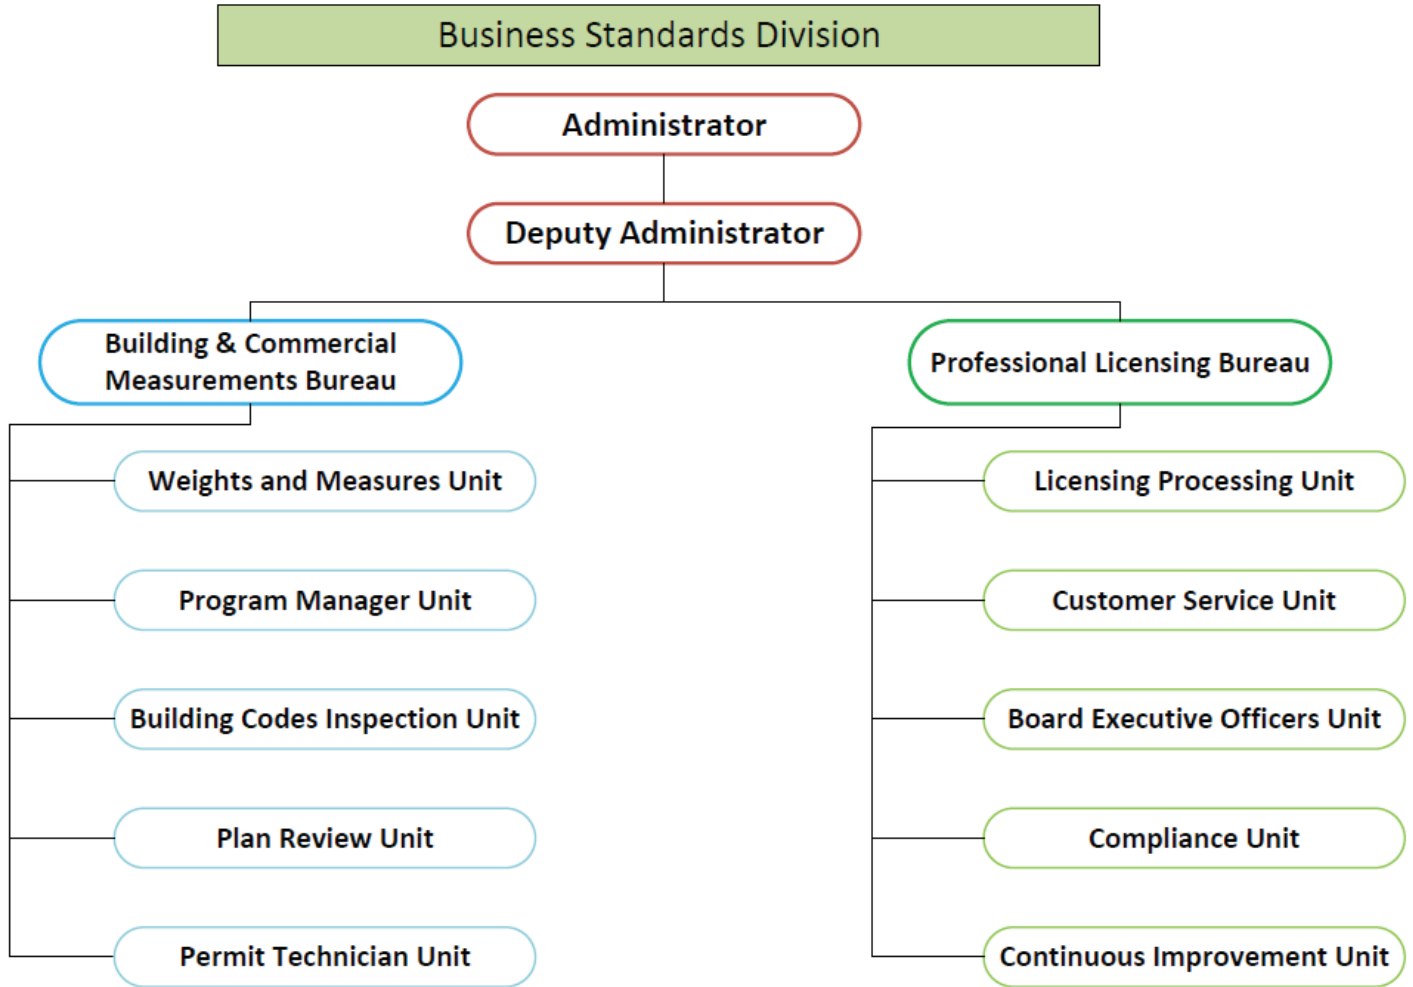 Business Standards Division
Administrator
Deputy Administrator
Building & Commercial
Measurements Bureau
Weights and Measures Unit
Program Manager Unit
Building Codes Inspection Unit
Plan Review Unit
Permit Technician Unit
Professional Licensing Bureau
Licensing Processing Unit
Customer Service Unit
Board Executive Officers Unit
Compliance Unit
Continuous Improvement Unit